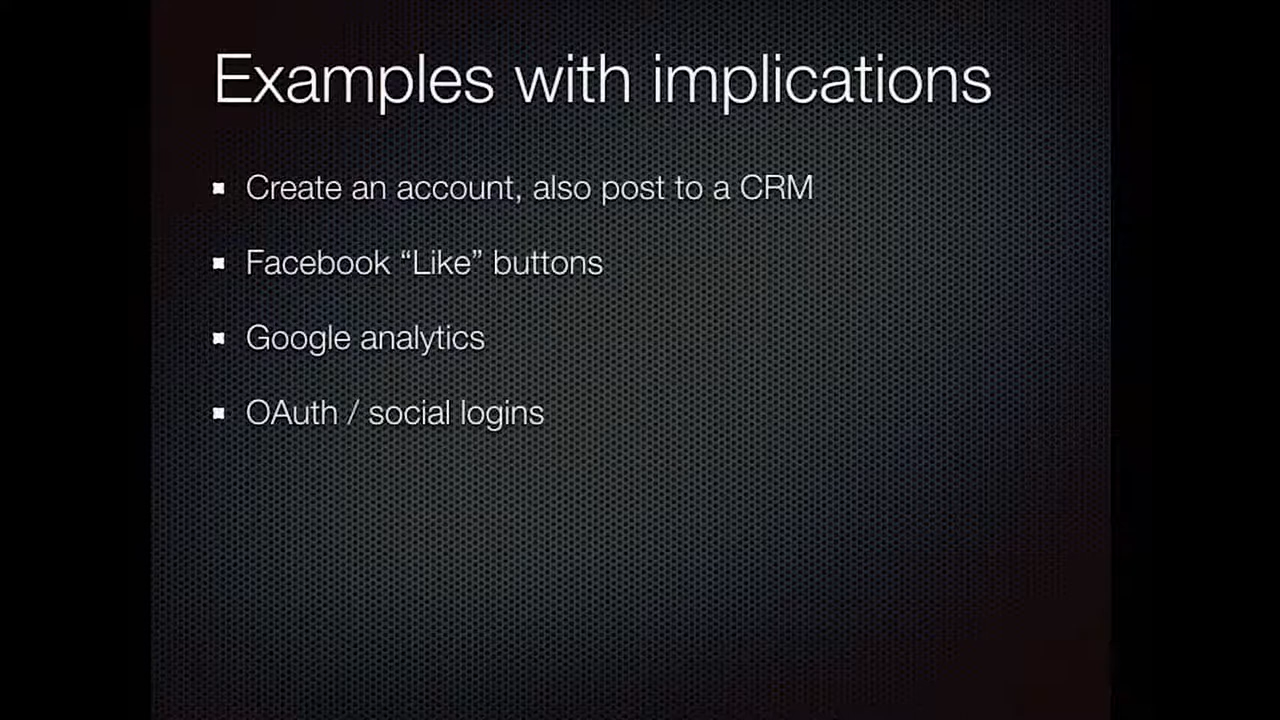 Examples with implications
Create an account, also post to a CRM
Facebook “Like” buttons
Google analytics
OAuth / social logins